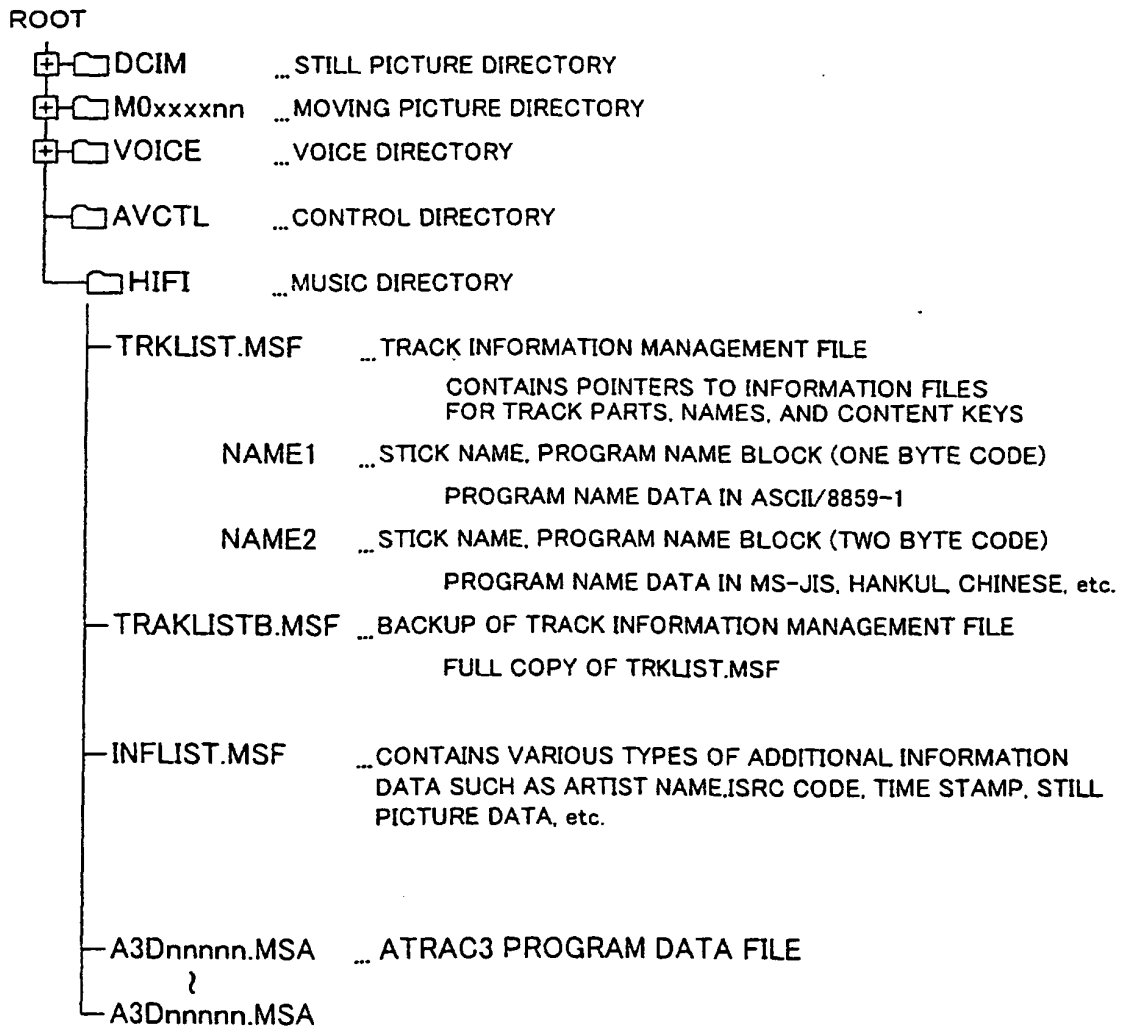 ROOT
DCIM ... STILL PICTURE DIRECTORY
M0xxxxnn ... MOVING PICTURE DIRECTORY
VOICE ... VOICE DIRECTORY
AVCTL ... CONTROL DIRECTORY
HIFI ... MUSIC DIRECTORY
TRKLIST.MSF ... TRACK INFORMATION MANAGEMENT FILE
CONTAINS POINTERS TO INFORMATION FILES
FOR TRACK PARTS, NAMES, AND CONTENT KEYS
NAME1 ... STICK NAME, PROGRAM NAME BLOCK (ONE BYTE CODE)
PROGRAM NAME DATA IN ASCII/8859-1
NAME2 ... STICK NAME, PROGRAM NAME BLOCK (TWO BYTE CODE)
PROGRAM NAME DATA IN MS-JIS, HANKUL, CHINESE, etc.
TRAKLISTB.MSF ... BACKUP OF TRACK INFORMATION MANAGEMENT FILE
FULL COPY OF TRKLIST.MSF
INFLIST.MSF ... CONTAINS VARIOUS TYPES OF ADDITIONAL INFORMATION
DATA SUCH AS ARTIST NAME,ISRC CODE, TIME STAMP, STILL
PICTURE DATA, etc.
A3Dnnnnn.MSA ... ATRAC3 PROGRAM DATA FILE
~
A3Dnnnnn.MSA